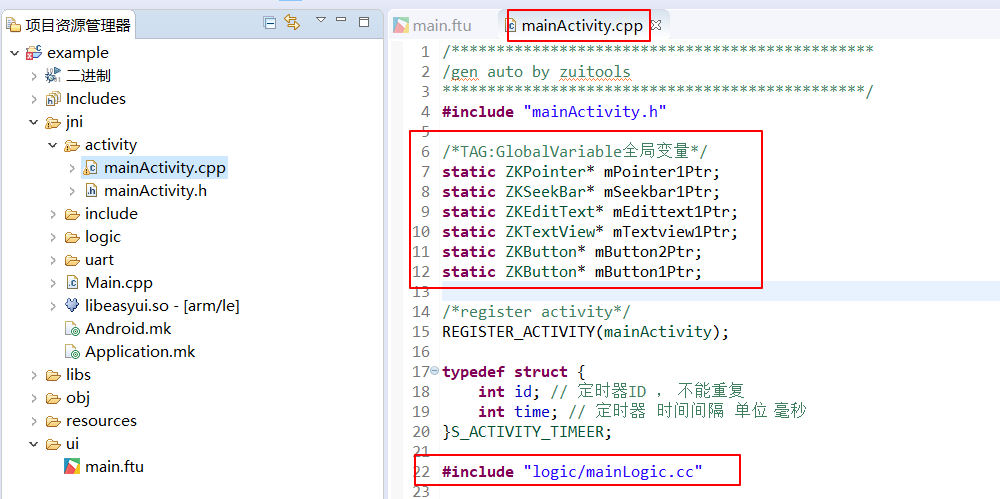 项目资源管理器
example
二进制
Includes
jni
activity
mainActivity.cpp
mainActivity.h
include
logic
uart
Main.cpp
libeasyui.so - [arm/le]
Android.mk
Application.mk
libs
obj
resources
ui
main.ftu
main.ftu
mainActivity.cpp
1 /***********************************************
2 /gen auto by zuitools
3 ***********************************************/
4 #include "mainActivity.h"
5
6 /*TAG:GlobalVariable全局变量*/
7 static ZKPointer* mPointer1Ptr;
8 static ZKSeekBar* mSeekbar1Ptr;
9 static ZKEditText* mEdittext1Ptr;
10 static ZKTextView* mTextview1Ptr;
11 static ZKButton* mButton2Ptr;
12 static ZKButton* mButton1Ptr;
13
14 /*register activity*/
15 REGISTER_ACTIVITY(mainActivity);
16
17 typedef struct {
18 int id; // 定时器ID ， 不能重复
19 int time; // 定时器 时间间隔 单位 毫秒
20 }S_ACTIVITY_TIMEER;
21
22 #include "logic/mainLogic.cc"
23